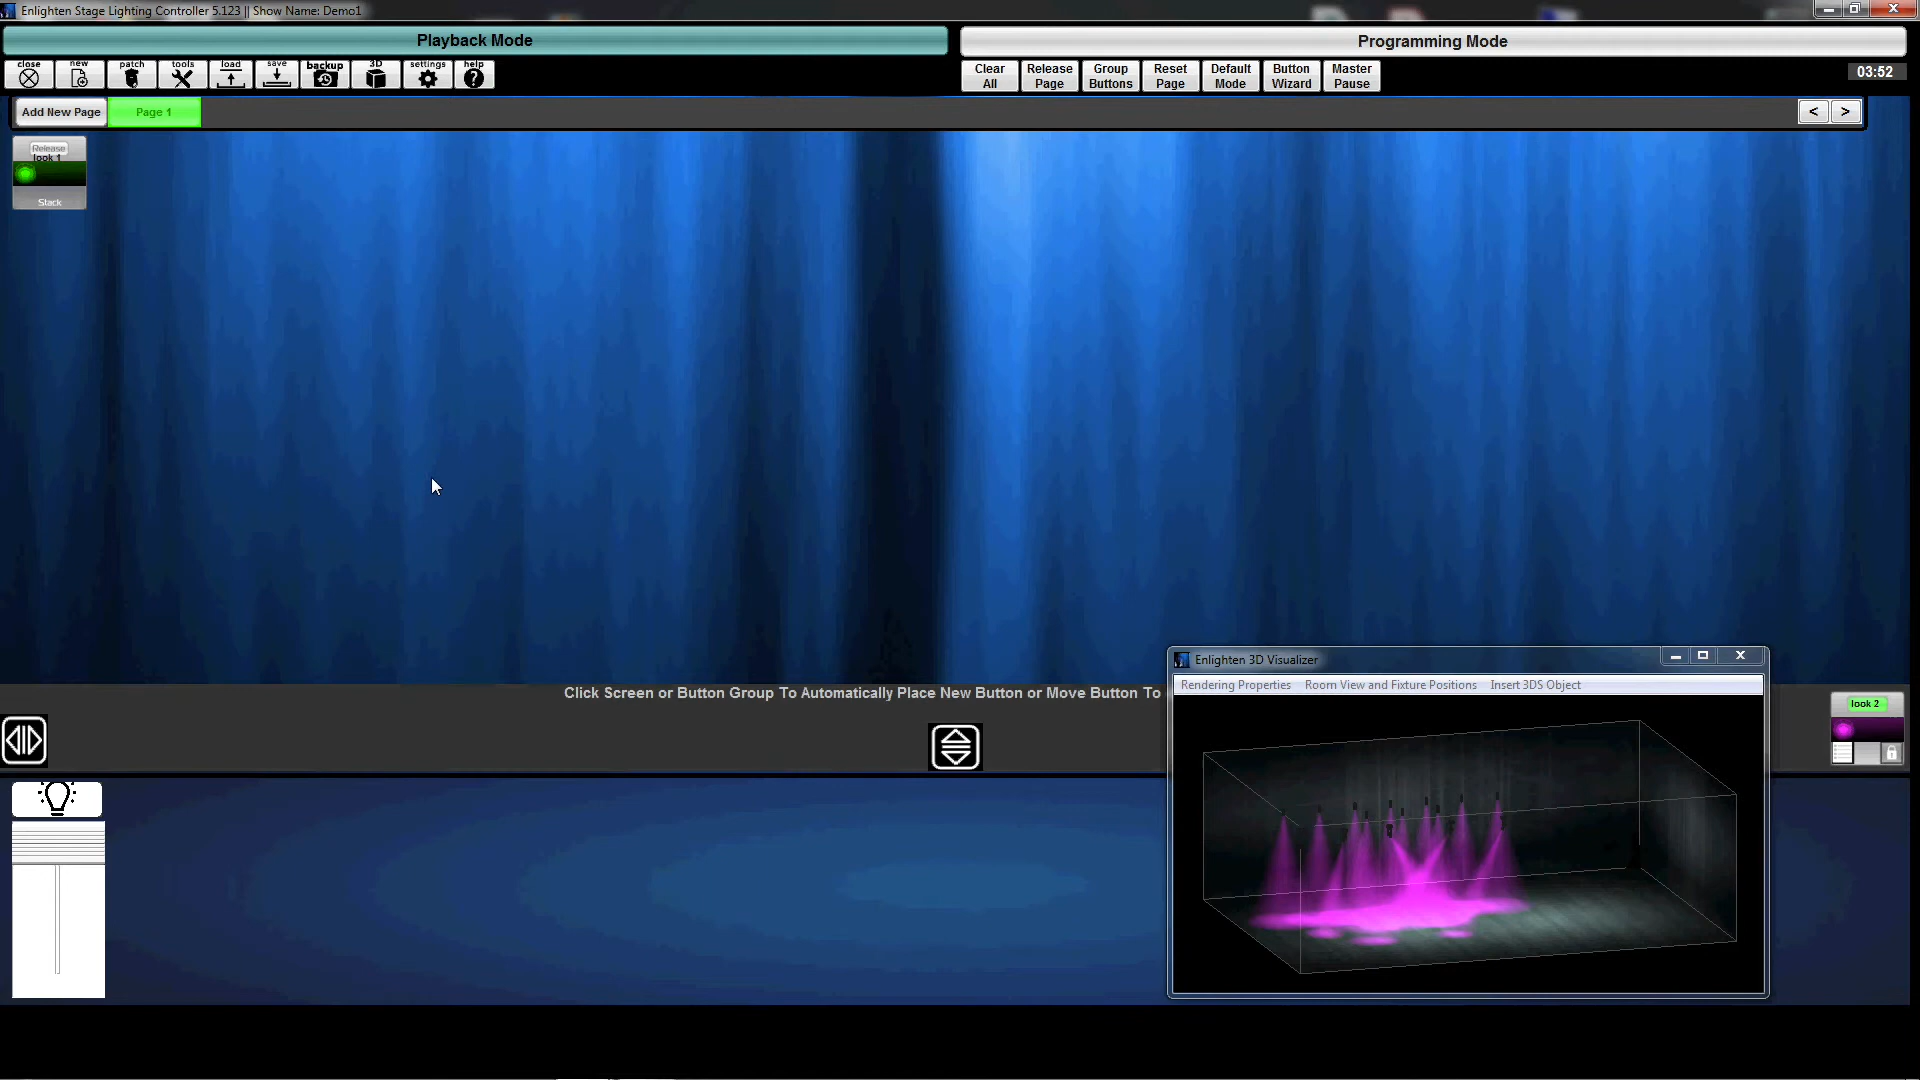 Enlighten Stage Lighting Controller 5.123 || Show Name: Demo1
Playback Mode
Programming Mode
close
new
patch
tools
load
save
backup
3D
settings
help
Clear All
Release Page
Group Buttons
Reset Page
Default Mode
Button Wizard
Master Pause
03:52
Add New Page
Page 1
<
>
Release
look 1
Stack
Enlighten 3D Visualizer
Rendering Properties
Room View and Fixture Positions
Insert 3DS Object
Click Screen or Button Group To Automatically Place New Button or Move Button To
look 2